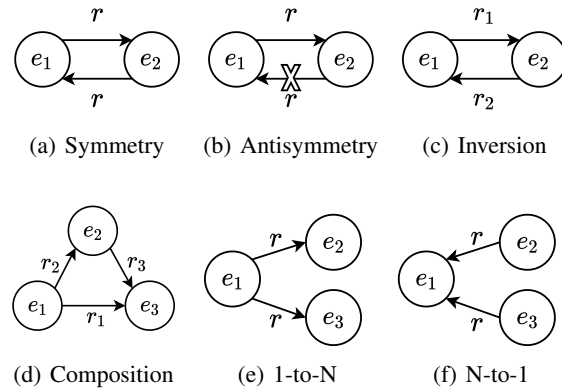 r r r₁
e₁ e₂ e₁ e₂ e₁ e₂
r r r₂
(a) Symmetry (b) Antisymmetry (c) Inversion
e₂ r e₂ r e₂
r₂ r₃ e₁ e₁
e₁ r₁ e₃ r e₃ r e₃
(d) Composition (e) 1-to-N (f) N-to-1